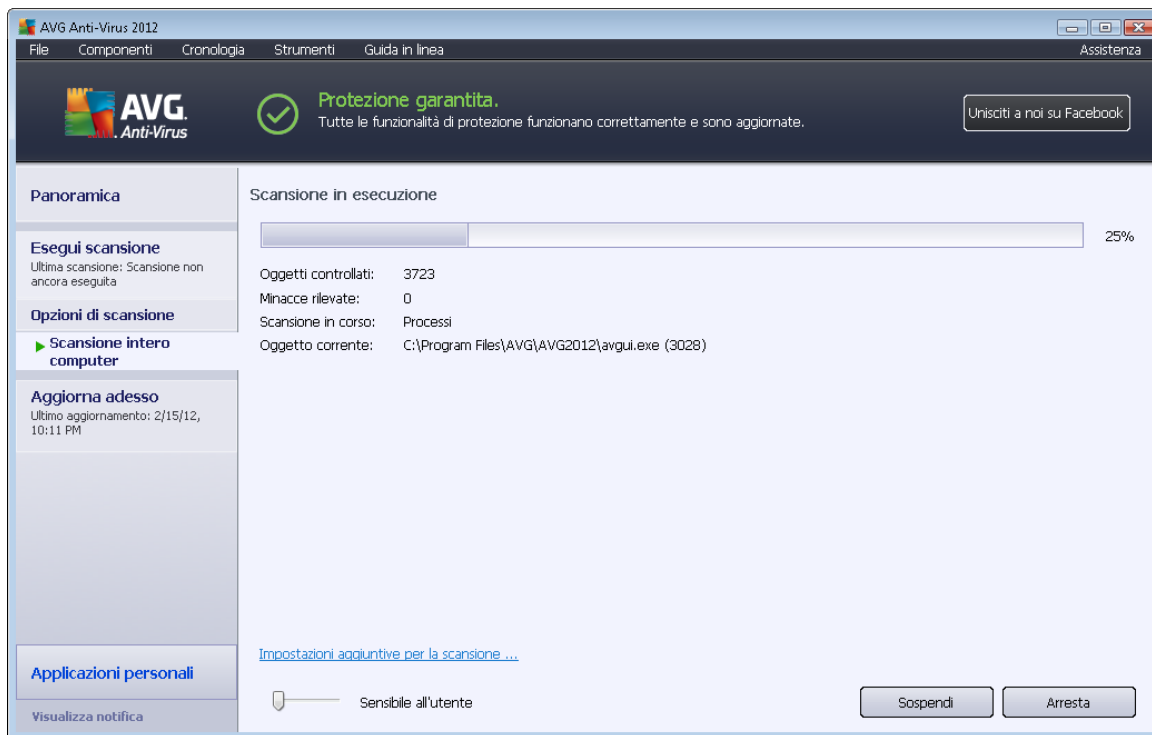 AVG Anti-Virus 2012
File Componenti Cronologia Strumenti Guida in linea Assistenza
AVG.
Anti-Virus
Protezione garantita.
Tutte le funzionalità di protezione funzionano correttamente e sono aggiornate.
Unisciti a noi su Facebook
Panoramica
Esegui scansione
Ultima scansione: Scansione non
ancora eseguita
Opzioni di scansione
Scansione intero
computer
Aggiorna adesso
Ultimo aggiornamento: 2/15/12,
10:11 PM
Applicazioni personali
Visualizza notifica
Scansione in esecuzione
25%
Oggetti controllati: 3723
Minacce rilevate: 0
Scansione in corso: Processi
Oggetto corrente: C:\Program Files\AVG\AVG2012\avgui.exe (3028)
Impostazioni aggiuntive per la scansione ...
Sensibile all'utente
Sospendi
Arresta